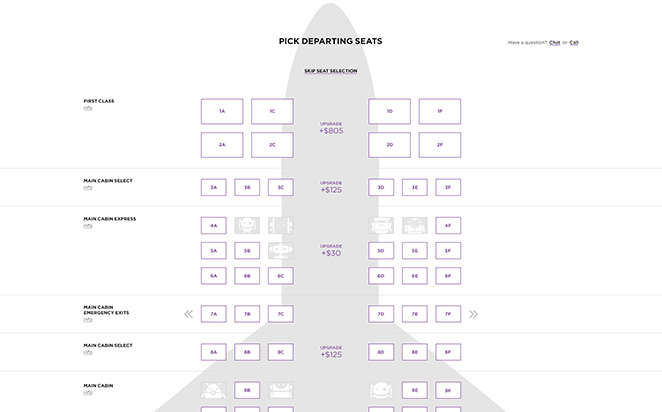 PICK DEPARTING SEATS
Have a question? Chat or Call
SKIP SEAT SELECTION
FIRST CLASS
info
1A 1C 1D 1F
UPGRADE
+$805
2A 2C 2D 2F
MAIN CABIN SELECT
info
3A 3B 3C
UPGRADE
+$125
3D 3E 3F
MAIN CABIN EXPRESS
info
4A 4F
5A 5B
UPGRADE
+$30
5D 5E 5F
6A 6B 6C 6D 6E 6F
MAIN CABIN
EMERGENCY EXITS
info
7A 7B 7C 7D 7E 7F
MAIN CABIN SELECT
info
8A 8B 8C
UPGRADE
+$125
8D 8E 8F
MAIN CABIN
info
9B 9E 9F